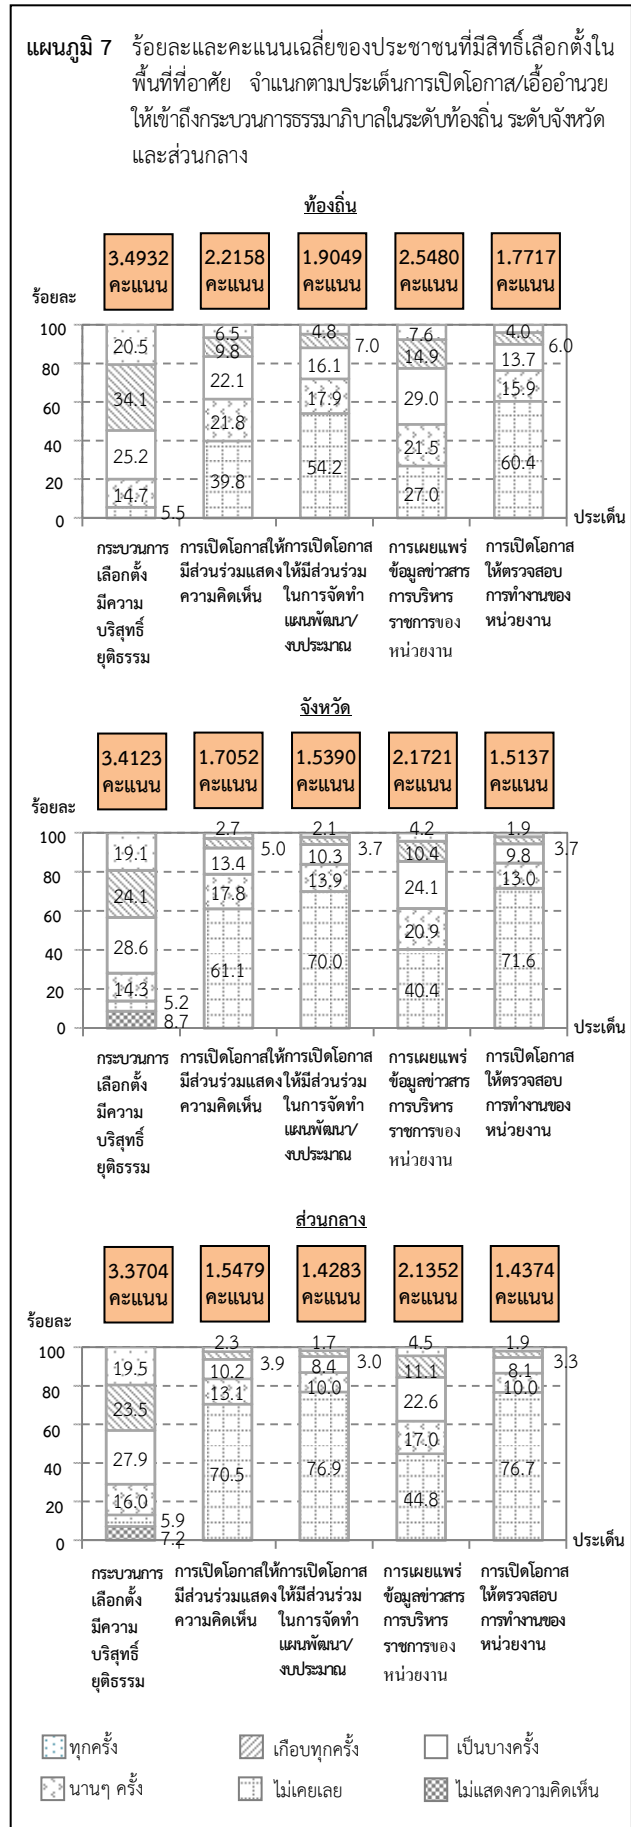 แผนภูมิ 7 ร้อยละและคะแนนเฉลี่ยของประชาชนที่มีสิทธิ์เลือกตั้งใน
พื้นที่ที่อาศัย จำแนกตามประเด็นการเปิดโอกาส/เอื้ออำนวย
ให้เข้าถึงกระบวนการธรรมาภิบาลในระดับท้องถิ่น ระดับจังหวัด
และส่วนกลาง
ท้องถิ่น
3.4932 2.2158 1.9049 2.5480 1.7717
คะแนน คะแนน คะแนน คะแนน คะแนน
ร้อยละ
100
80
60
40
20
0
20.5
34.1
25.2
14.7
5.5
6.5
9.8
22.1
21.8
39.8
4.8
7.0
16.1
17.9
54.2
7.6
14.9
29.0
21.5
27.0
4.0
6.0
13.7
15.9
60.4
ประเด็น
กระบวนการ
เลือกตั้ง
มีความ
บริสุทธิ์
ยุติธรรม
การเปิดโอกาสให้
มีส่วนร่วมแสดง
ความคิดเห็น
การเปิดโอกาส
ให้มีส่วนร่วม
ในการจัดทำ
แผนพัฒนา/
งบประมาณ
การเผยแพร่
ข้อมูลข่าวสาร
การบริหาร
ราชการของ
หน่วยงาน
การเปิดโอกาส
ให้ตรวจสอบ
การทำงานของ
หน่วยงาน
จังหวัด
3.4123 1.7052 1.5390 2.1721 1.5137
คะแนน คะแนน คะแนน คะแนน คะแนน
ร้อยละ
100
80
60
40
20
0
19.1
24.1
28.6
14.3
5.2
8.7
2.7
5.0
13.4
17.8
61.1
2.1
3.7
10.3
13.9
70.0
4.2
10.4
24.1
20.9
40.4
1.9
3.7
9.8
13.0
71.6
ประเด็น
กระบวนการ
เลือกตั้ง
มีความ
บริสุทธิ์
ยุติธรรม
การเปิดโอกาสให้
มีส่วนร่วมแสดง
ความคิดเห็น
การเปิดโอกาส
ให้มีส่วนร่วม
ในการจัดทำ
แผนพัฒนา/
งบประมาณ
การเผยแพร่
ข้อมูลข่าวสาร
การบริหาร
ราชการของ
หน่วยงาน
การเปิดโอกาส
ให้ตรวจสอบ
การทำงานของ
หน่วยงาน
ส่วนกลาง
3.3704 1.5479 1.4283 2.1352 1.4374
คะแนน คะแนน คะแนน คะแนน คะแนน
ร้อยละ
100
80
60
40
20
0
19.5
23.5
27.9
16.0
5.9
7.2
2.3
3.9
10.2
13.1
70.5
1.7
3.0
8.4
10.0
76.9
4.5
11.1
22.6
17.0
44.8
1.9
3.3
8.1
10.0
76.7
ประเด็น
กระบวนการ
เลือกตั้ง
มีความ
บริสุทธิ์
ยุติธรรม
การเปิดโอกาสให้
มีส่วนร่วมแสดง
ความคิดเห็น
การเปิดโอกาส
ให้มีส่วนร่วม
ในการจัดทำ
แผนพัฒนา/
งบประมาณ
การเผยแพร่
ข้อมูลข่าวสาร
การบริหาร
ราชการของ
หน่วยงาน
การเปิดโอกาส
ให้ตรวจสอบ
การทำงานของ
หน่วยงาน
ทุกครั้ง เกือบทุกครั้ง เป็นบางครั้ง
นานๆ ครั้ง ไม่เคยเลย ไม่แสดงความคิดเห็น